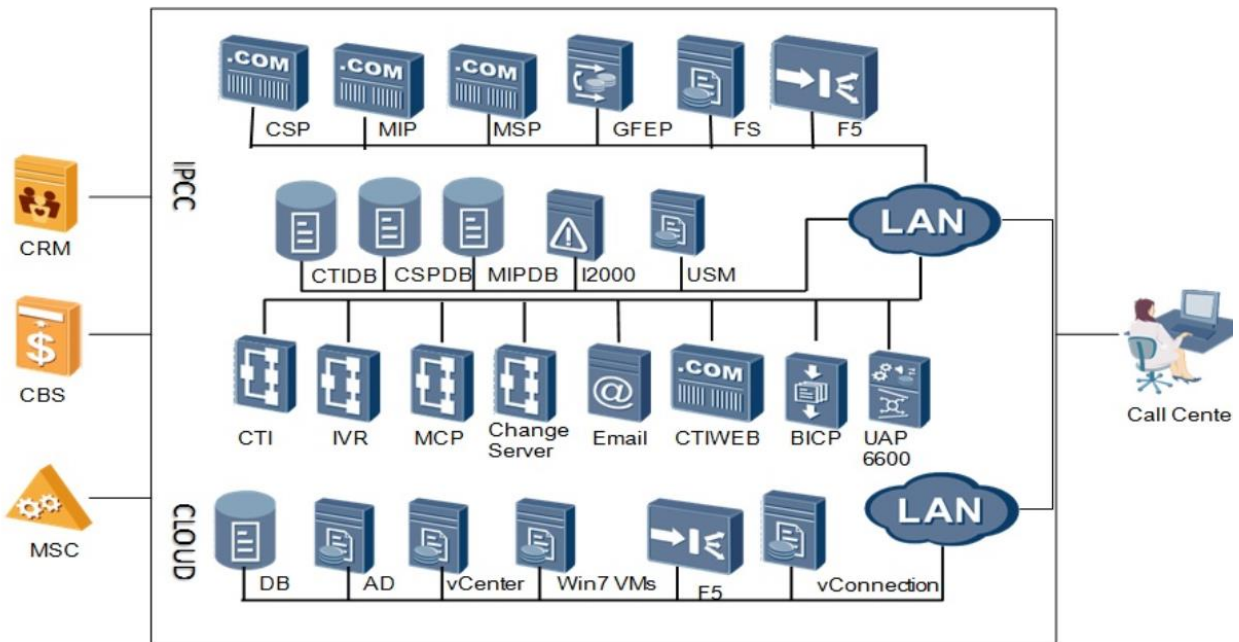 .COM
.COM
.COM
CSP
MIP
MSP
GFEP
FS
F5
IPCC
CRM
LAN
CTIDB
CSPDB
MIPDB
I2000
USM
CBS
.COM
@
$
CTI
IVR
MCP
Change
Server
Email
CTIWEB
BICP
UAP
6600
Call Center
MSC
CLOUD
LAN
DB
AD
vCenter
Win7 VMs
F5
vConnection